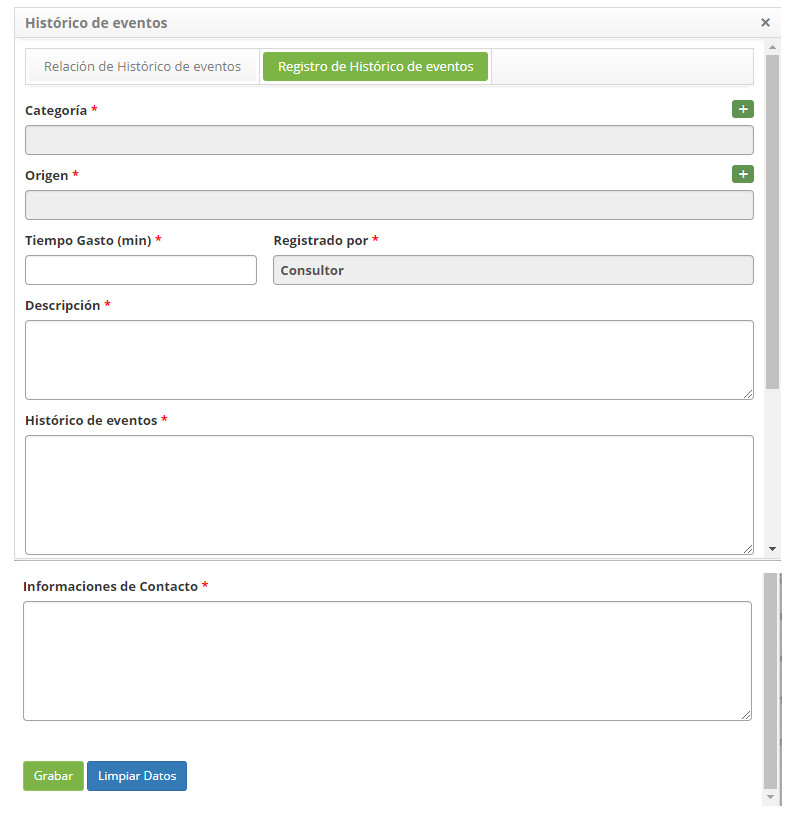 Histórico de eventos ×
Relación de Histórico de eventos Registro de Histórico de eventos
Categoría * +
Origen * +
Tiempo Gasto (min) * Registrado por *
Consultor
Descripción *
Histórico de eventos *
Informaciones de Contacto *
Grabar Limpiar Datos